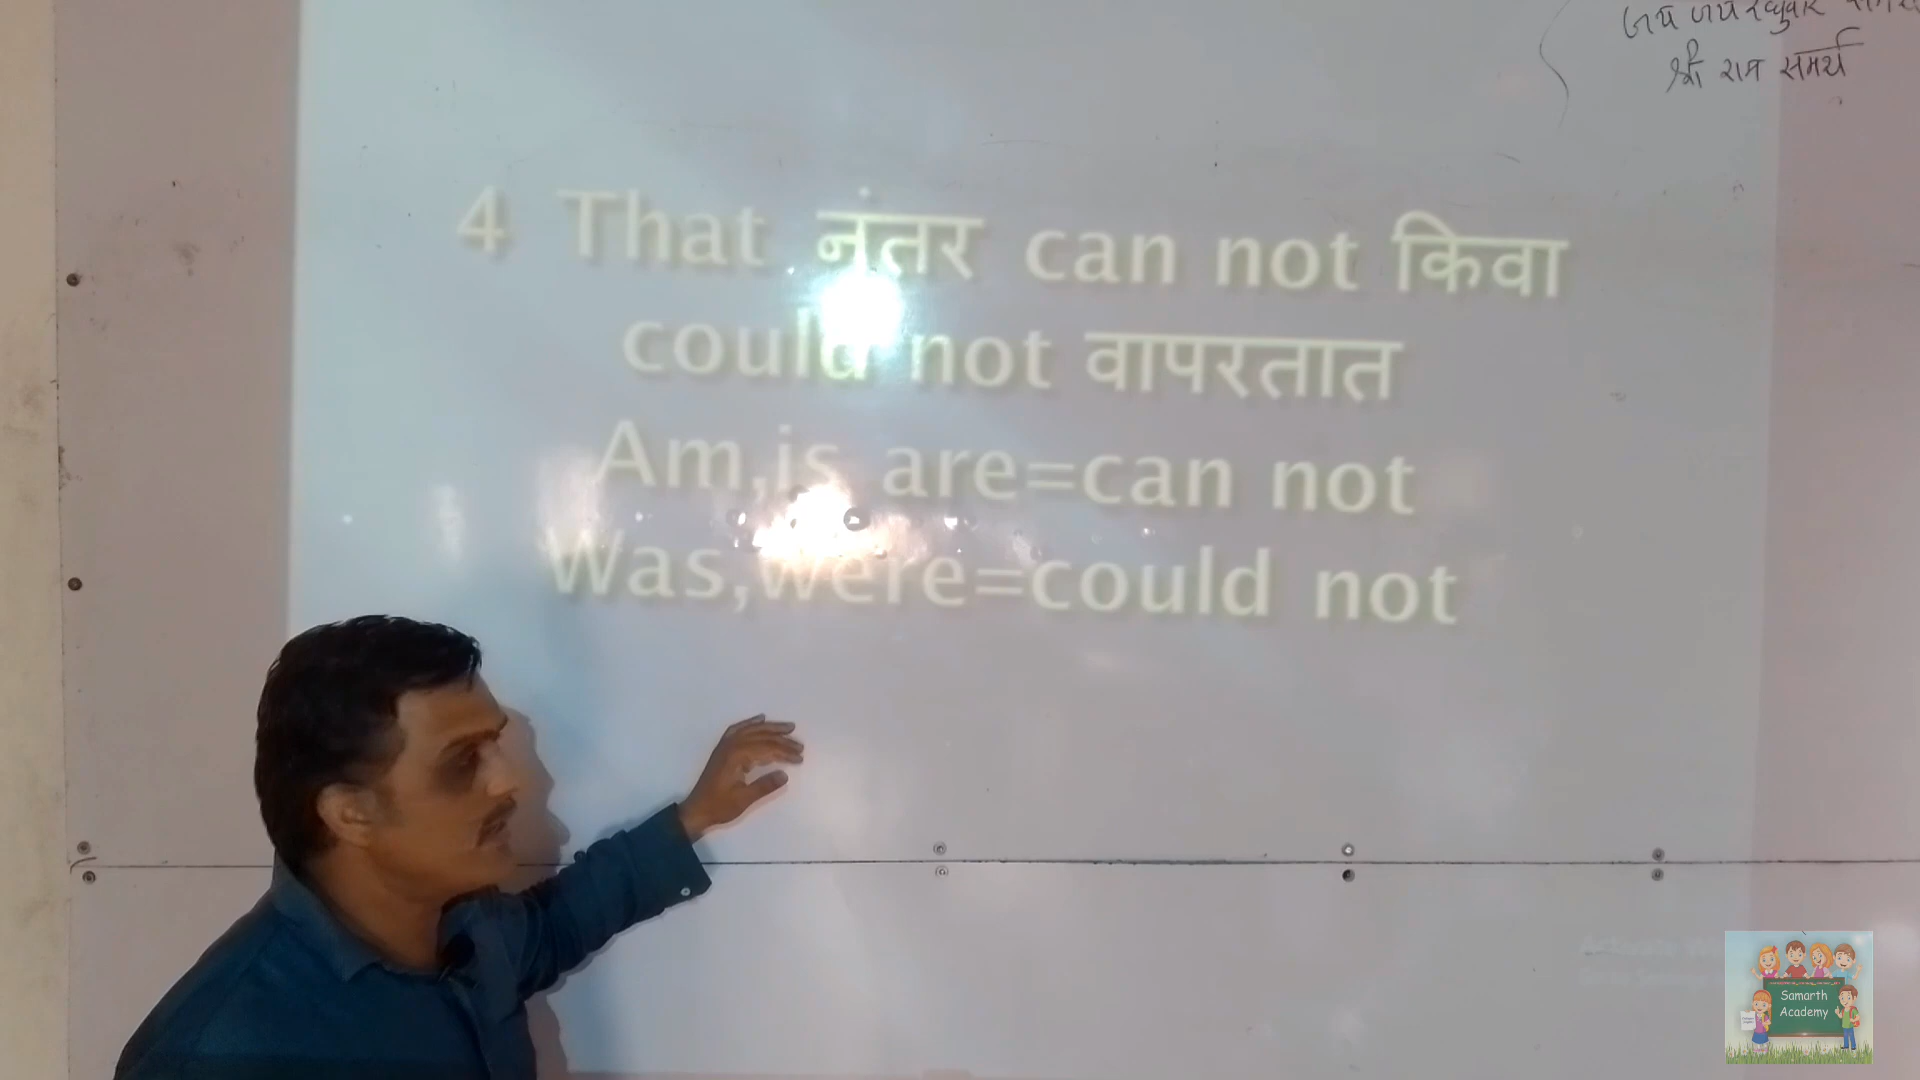 श्री राम समर्थ
4 That नंतर can not किवा
could not वापरतात
Am,is are=can not
Was,were=could not
Samarth
Academy